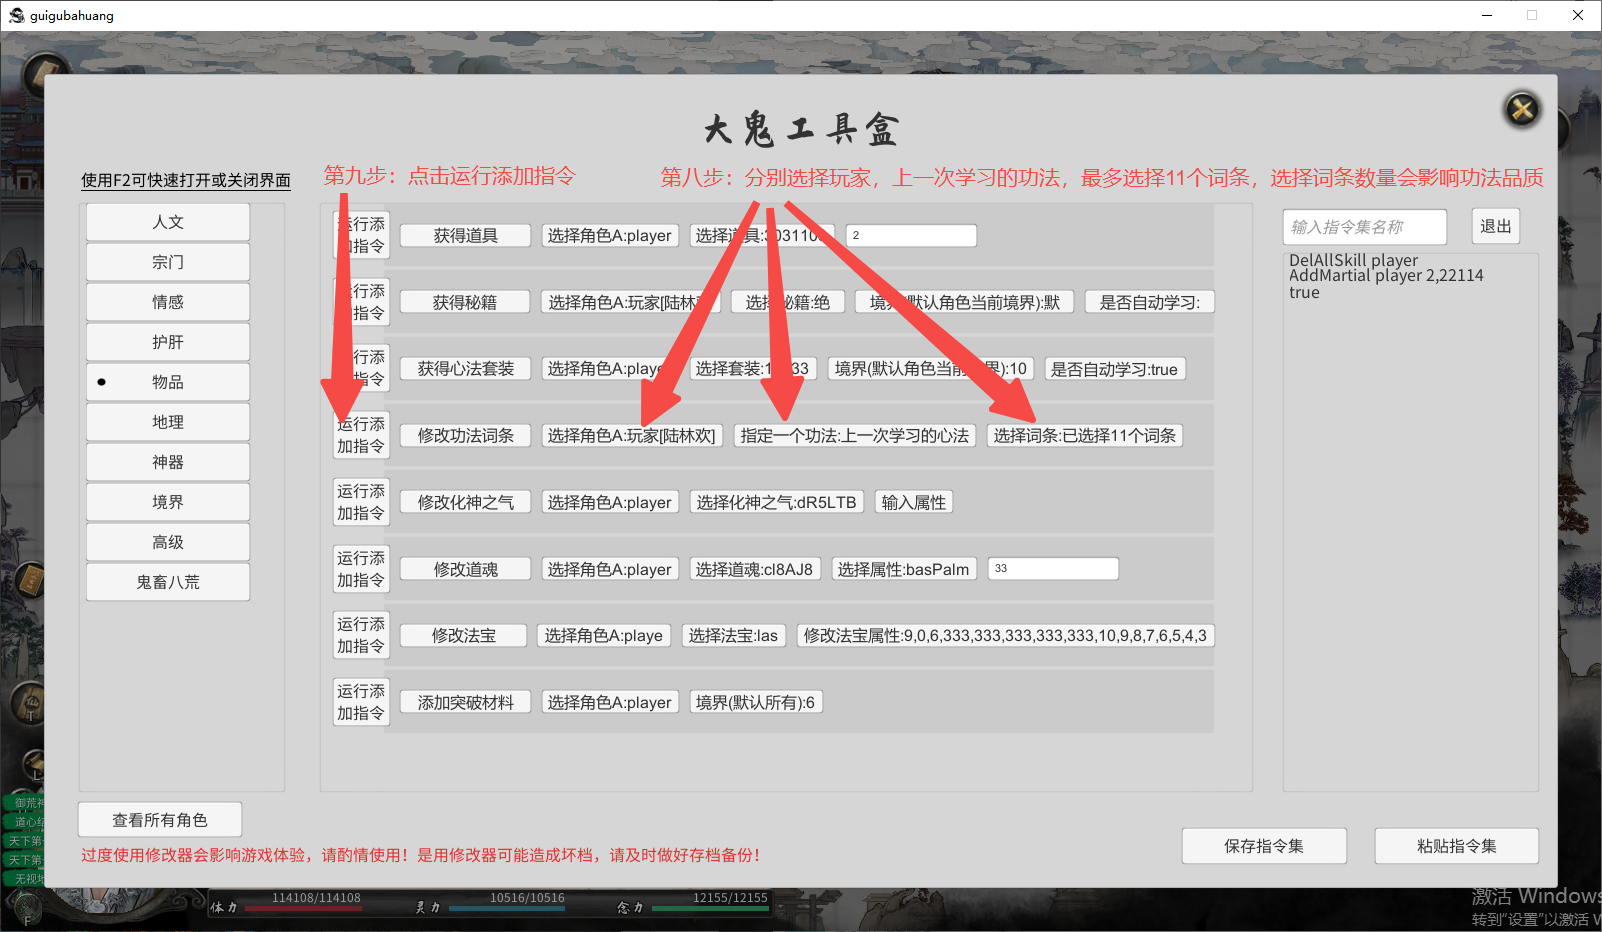 guigubahuang
大鬼工具盒
使用F2可快速打开或关闭界面
第九步：点击运行添加指令
第八步：分别选择玩家，上一次学习的功法，最多选择11个词条，选择词条数量会影响功法品质
人文
宗门
情感
护肝
物品
地理
神器
境界
高级
鬼畜八荒
运行添
加指令
获得道具
选择角色A:player
选择道具:303110
2
行添
指令
获得秘籍
选择角色A:玩家[陆林
选择秘籍:绝
境界(默认角色当前境界):默
是否自动学习:
行添
指令
获得心法套装
选择角色A:playe
选择套装:1 33
境界(默认角色当前境界):10
是否自动学习:true
运行添
加指令
修改功法词条
选择角色A:玩家[陆林欢]
指定一个功法:上一次学习的心法
选择词条:已选择11个词条
运行添
加指令
修改化神之气
选择角色A:player
选择化神之气:dR5LTB
输入属性
运行添
加指令
修改道魂
选择角色A:player
选择道魂:cl8AJ8
选择属性:basPalm
33
运行添
加指令
修改法宝
选择角色A:playe
选择法宝:las
修改法宝属性:9,0,6,333,333,333,333,333,10,9,8,7,6,5,4,3
运行添
加指令
添加突破材料
选择角色A:player
境界(默认所有):6
输入指令集名称
退出
DelAllSkill player
AddMartial player 2,22114
true
查看所有角色
过度使用修改器会影响游戏体验，请酌情使用！是用修改器可能造成坏档，请及时做好存档备份！
保存指令集
粘贴指令集
T
L
御荒神
道心结
天下第
天下第
无视地
F
体力
114108/114108
灵力
10516/10516
念力
12155/12155
激活 Windows
转到“设置”以激活 W